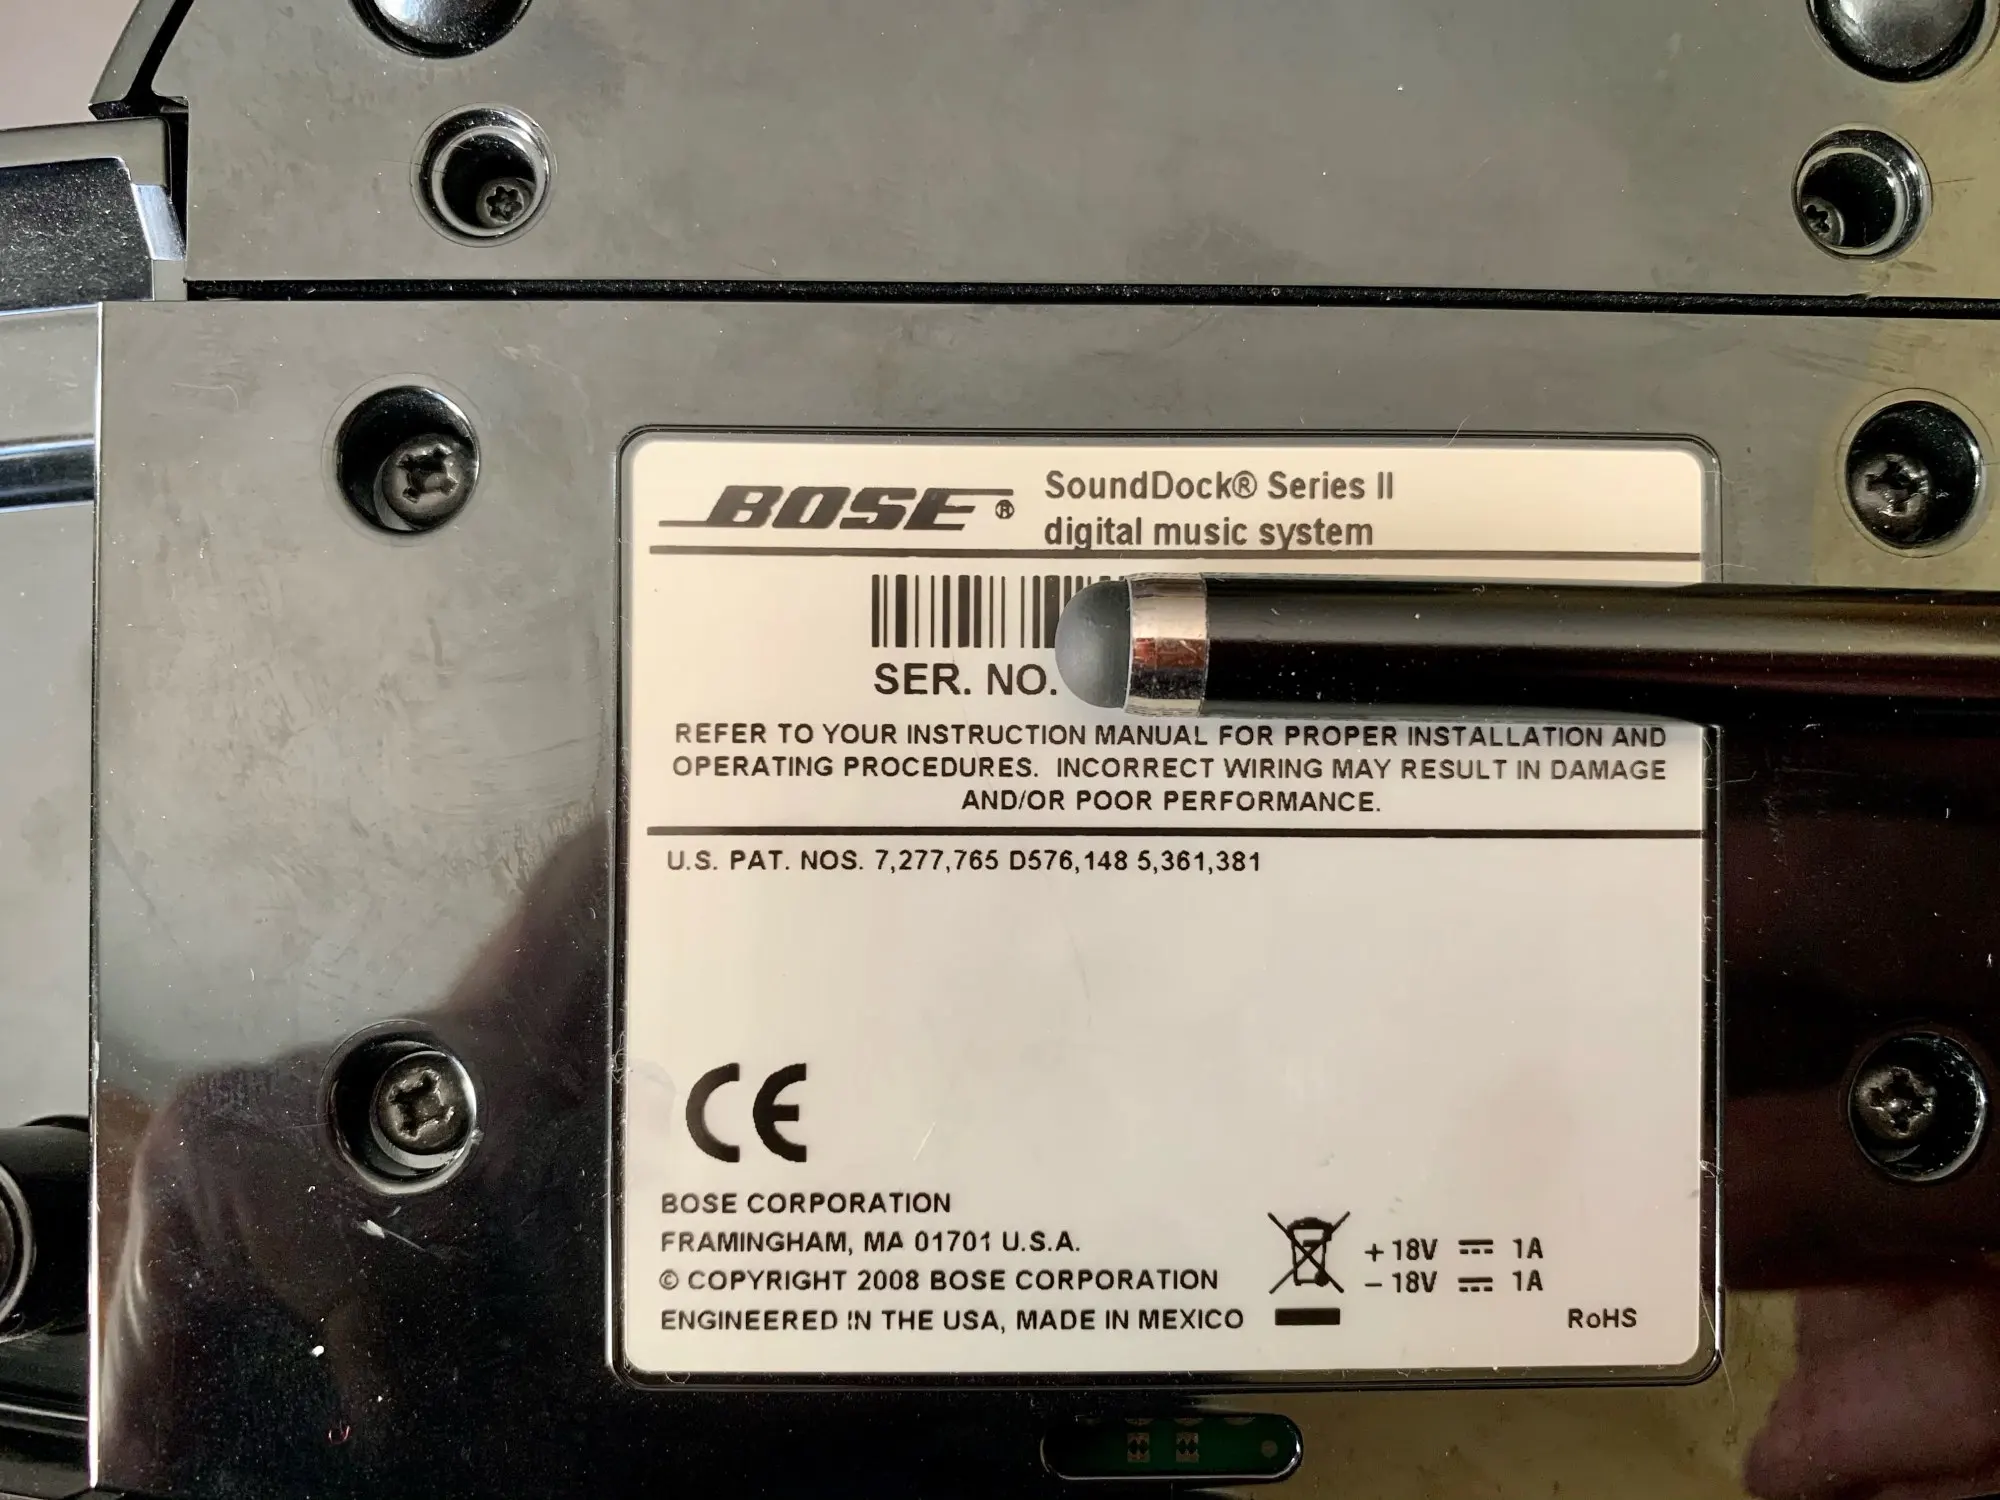 BOSE® SoundDock® Series II
digital music system
SER. NO.
REFER TO YOUR INSTRUCTION MANUAL FOR PROPER INSTALLATION AND
OPERATING PROCEDURES. INCORRECT WIRING MAY RESULT IN DAMAGE
AND/OR POOR PERFORMANCE.
U.S. PAT. NOS. 7,277,765 D576,148 5,361,381
CE
BOSE CORPORATION
FRAMINGHAM, MA 01701 U.S.A.
© COPYRIGHT 2008 BOSE CORPORATION
ENGINEERED IN THE USA, MADE IN MEXICO
+ 18V ⎓ 1A
– 18V ⎓ 1A
RoHS